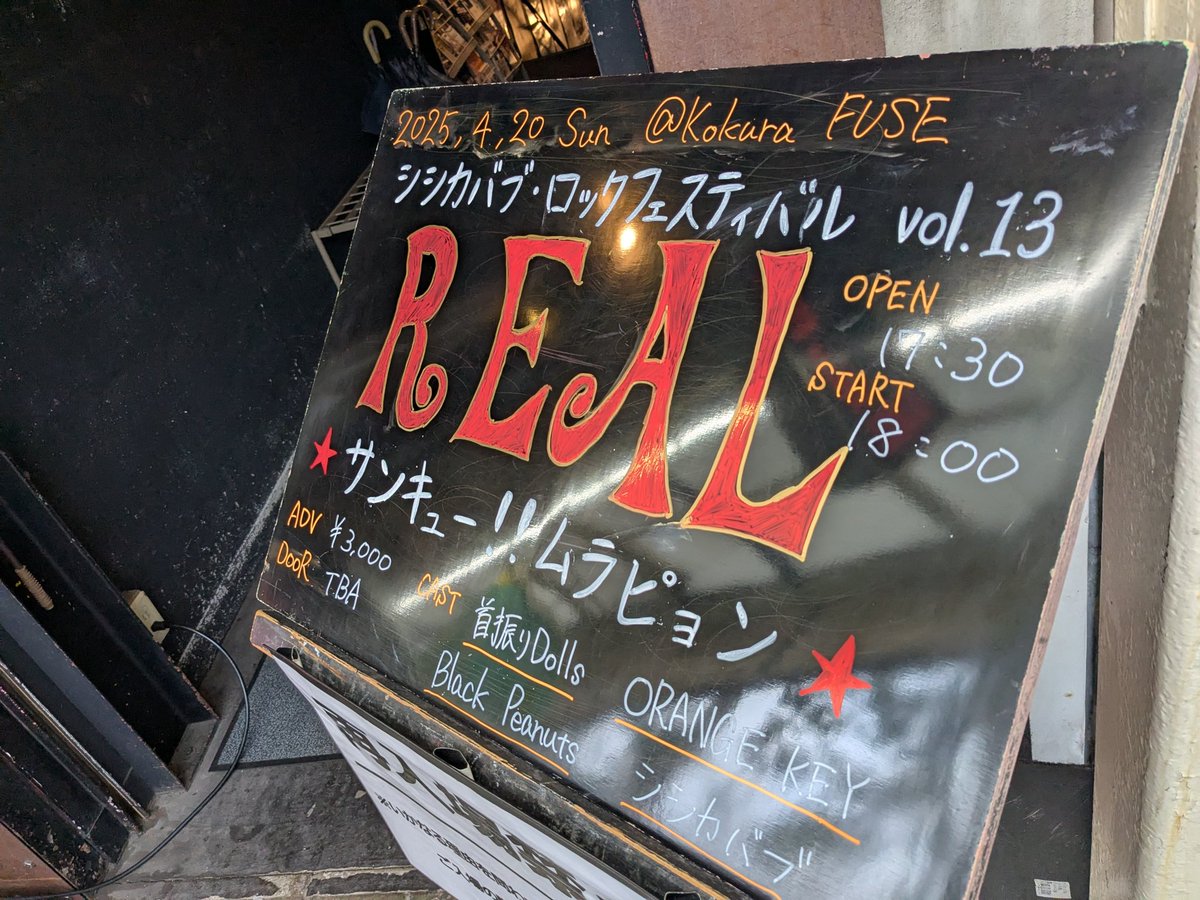 2025,4,20 Sun @Kokura FUSE
シシカバブ・ロックフェスティバル vol.13
REAL
OPEN
17:30
START
18:00
★サンキュー!!ムラピョン★
ADV ¥3,000
DOOR TBA
CAST
首振りDolls
ORANGE KEY
Black Peanuts
シシカバブ